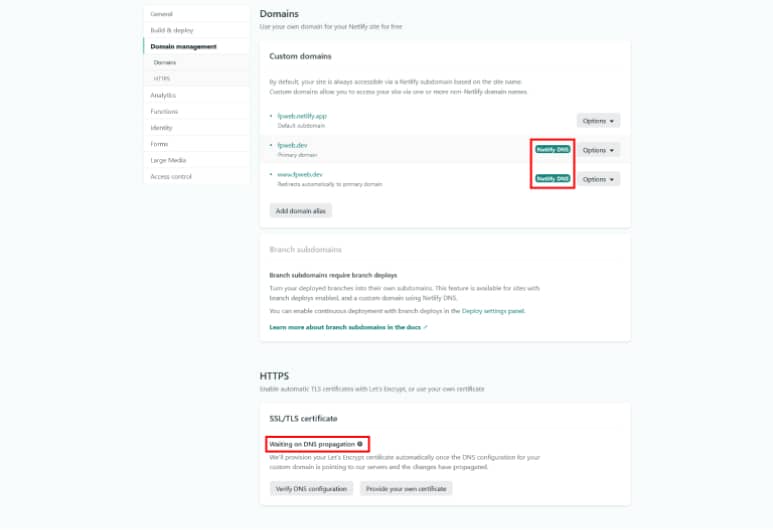 General
Build & deploy
Domain management
Domains
HTTPS
Analytics
Functions
Identity
Forms
Large Media
Access control
Domains
Use your own domain for your Netlify site for free
Custom domains
By default, your site is always accessible via a Netlify subdomain based on the site name.
Custom domains allow you to access your site via one or more non-Netlify domain names.
fpweb.netlify.app
Default subdomain
Options
fpweb.dev
Primary domain
Netlify DNS
Options
www.fpweb.dev
Redirects automatically to primary domain
Netlify DNS
Options
Add domain alias
Branch subdomains
Branch subdomains require branch deploys
Turn your deployed branches into their own subdomains. This feature is available for sites with
branch deploys enabled, and a custom domain using Netlify DNS.
You can enable continuous deployment with branch deploys in the Deploy settings panel.
Learn more about branch subdomains in the docs
HTTPS
Enable automatic TLS certificates with Let's Encrypt, or use your own certificate
SSL/TLS certificate
Waiting on DNS propagation
We'll provision your Let's Encrypt certificate automatically once the DNS configuration for your
custom domain is pointing to our servers and the changes have propagated.
Verify DNS configuration
Provide your own certificate